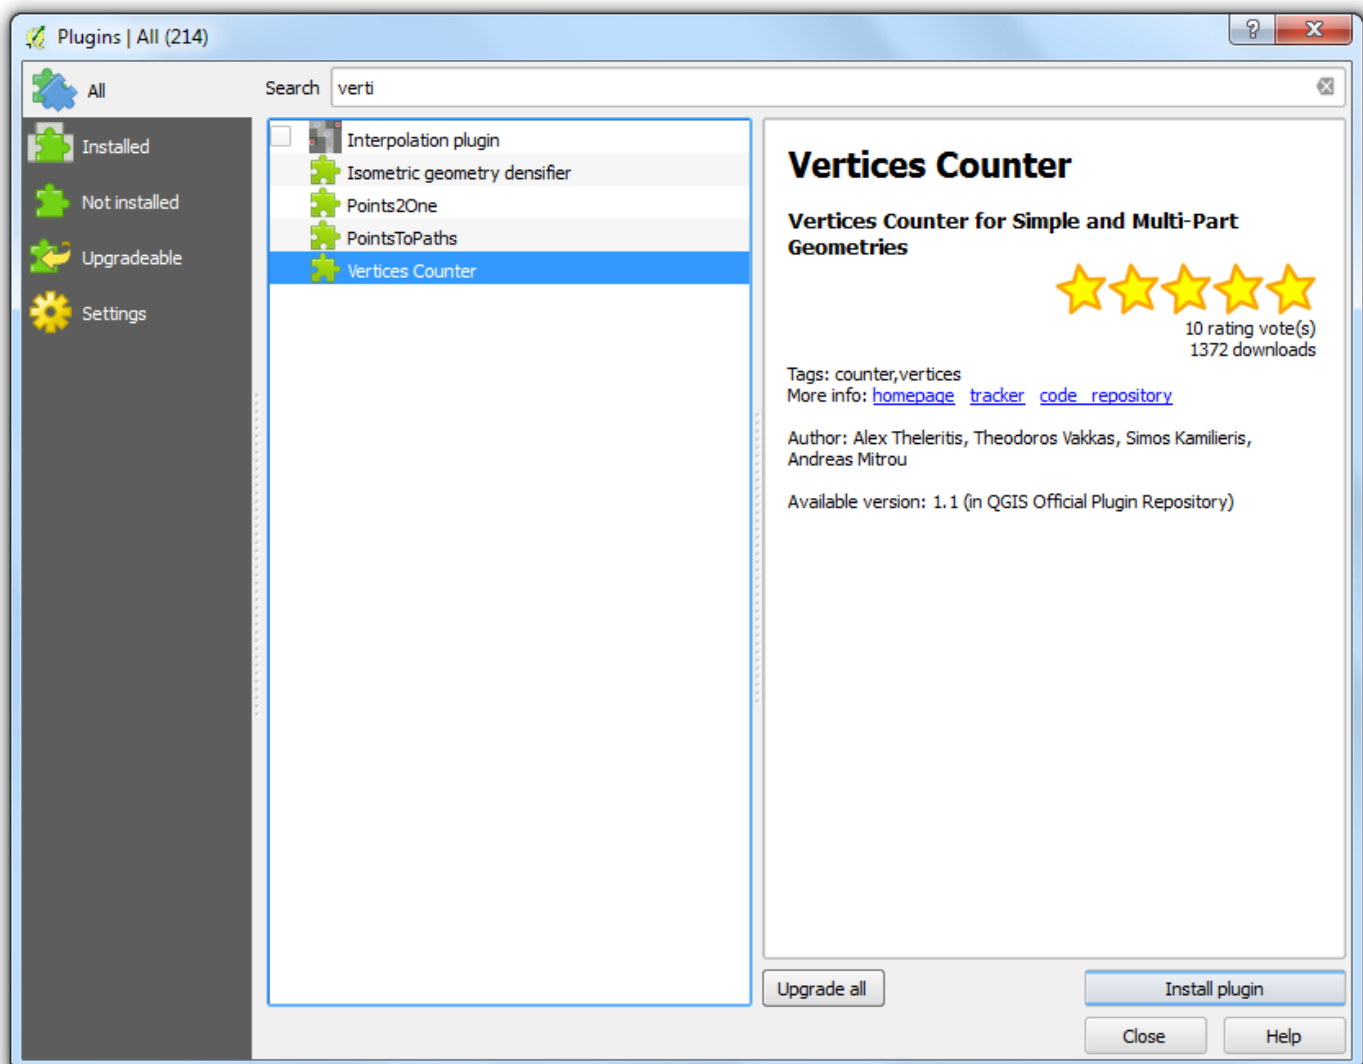 Plugins | All (214)
All
Search verti
Installed
Not installed
Upgradeable
Settings
Interpolation plugin
Isometric geometry densifier
Points2One
PointsToPaths
Vertices Counter
Vertices Counter
Vertices Counter for Simple and Multi-Part
Geometries
10 rating vote(s)
1372 downloads
Tags: counter,vertices
More info: homepage tracker code repository
Author: Alex Theleritis, Theodoros Vakkas, Simos Kamilieris,
Andreas Mitrou
Available version: 1.1 (in QGIS Official Plugin Repository)
Upgrade all
Install plugin
Close
Help